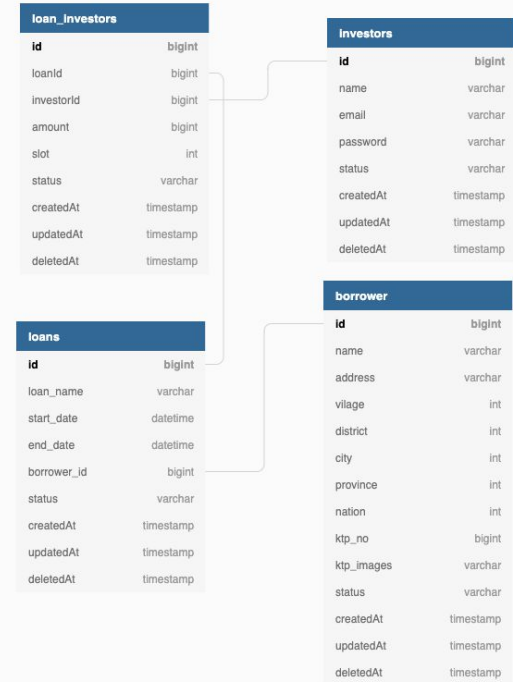 loan_investors
id bigint
loanId bigint
investorId bigint
amount bigint
slot int
status varchar
createdAt timestamp
updatedAt timestamp
deletedAt timestamp
investors
id bigint
name varchar
email varchar
password varchar
status varchar
createdAt timestamp
updatedAt timestamp
deletedAt timestamp
loans
id bigint
loan_name varchar
start_date datetime
end_date datetime
borrower_id bigint
status varchar
createdAt timestamp
updatedAt timestamp
deletedAt timestamp
borrower
id bigint
name varchar
address varchar
vilage int
district int
city int
province int
nation int
ktp_no bigint
ktp_images varchar
status varchar
createdAt timestamp
updatedAt timestamp
deletedAt timestamp